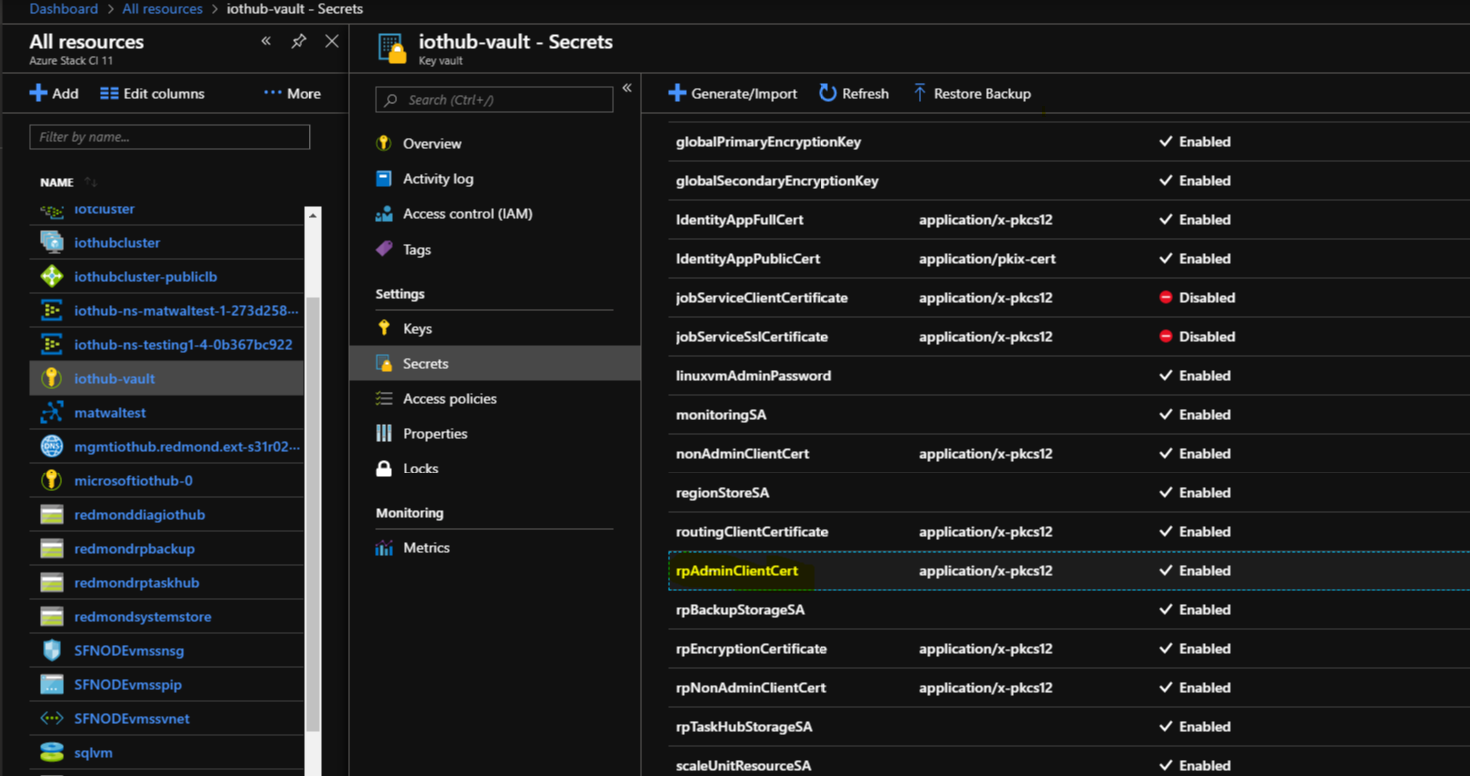 Dashboard > All resources > iothub-vault - Secrets
All resources
Azure Stack CI 11
Add
Edit columns
··· More
Filter by name...
NAME
iotcluster
iothubcluster
iothubcluster-publiclb
iothub-ns-matwaltest-1-273d258···
iothub-ns-testing1-4-0b367bc922
iothub-vault
matwaltest
mgmtiothub.redmond.ext-s31r02···
microsoftiothub-0
redmonddiagiothub
redmondrpbackup
redmondrptaskhub
redmondsystemstore
SFNODEvmssnsg
SFNODEvmsspip
SFNODEvmssvnet
sqlvm
iothub-vault - Secrets
Key vault
Search (Ctrl+/)
Overview
Activity log
Access control (IAM)
Tags
Settings
Keys
Secrets
Access policies
Properties
Locks
Monitoring
Metrics
Generate/Import
Refresh
Restore Backup
globalPrimaryEncryptionKey Enabled
globalSecondaryEncryptionKey Enabled
IdentityAppFullCert application/x-pkcs12 Enabled
IdentityAppPublicCert application/pkix-cert Enabled
jobServiceClientCertificate application/x-pkcs12 Disabled
jobServiceSslCertificate application/x-pkcs12 Disabled
linuxvmAdminPassword Enabled
monitoringSA Enabled
nonAdminClientCert application/x-pkcs12 Enabled
regionStoreSA Enabled
routingClientCertificate application/x-pkcs12 Enabled
rpAdminClientCert application/x-pkcs12 Enabled
rpBackupStorageSA Enabled
rpEncryptionCertificate application/x-pkcs12 Enabled
rpNonAdminClientCert application/x-pkcs12 Enabled
rpTaskHubStorageSA Enabled
scaleUnitResourceSA Enabled